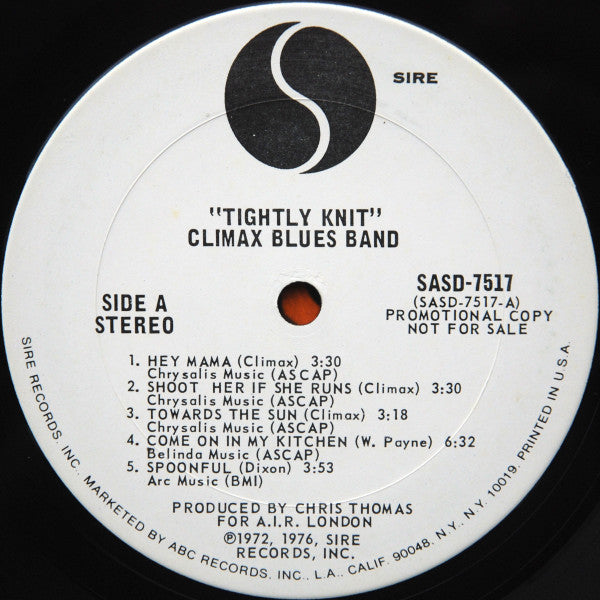 SIRE
"TIGHTLY KNIT"
CLIMAX BLUES BAND
SIDE A
STEREO
SASD-7517
(SASD-7517-A)
PROMOTIONAL COPY
NOT FOR SALE
1. HEY MAMA (Climax) 3:30
Chrysalis Music (ASCAP)
2. SHOOT HER IF SHE RUNS (Climax) 3:30
Chrysalis Music (ASCAP)
3. TOWARDS THE SUN (Climax) 3:18
Chrysalis Music (ASCAP)
4. COME ON IN MY KITCHEN (W. Payne) 6:32
Belinda Music (ASCAP)
5. SPOONFUL (Dixon) 3:53
Arc Music (BMI)
PRODUCED BY CHRIS THOMAS
FOR A.I.R. LONDON
℗1972, 1976, SIRE
RECORDS, INC.
SIRE RECORDS, INC., MARKETED BY ABC RECORDS, INC., L.A., CALIF. 90048, N.Y., N.Y. 10019. PRINTED IN U.S.A.